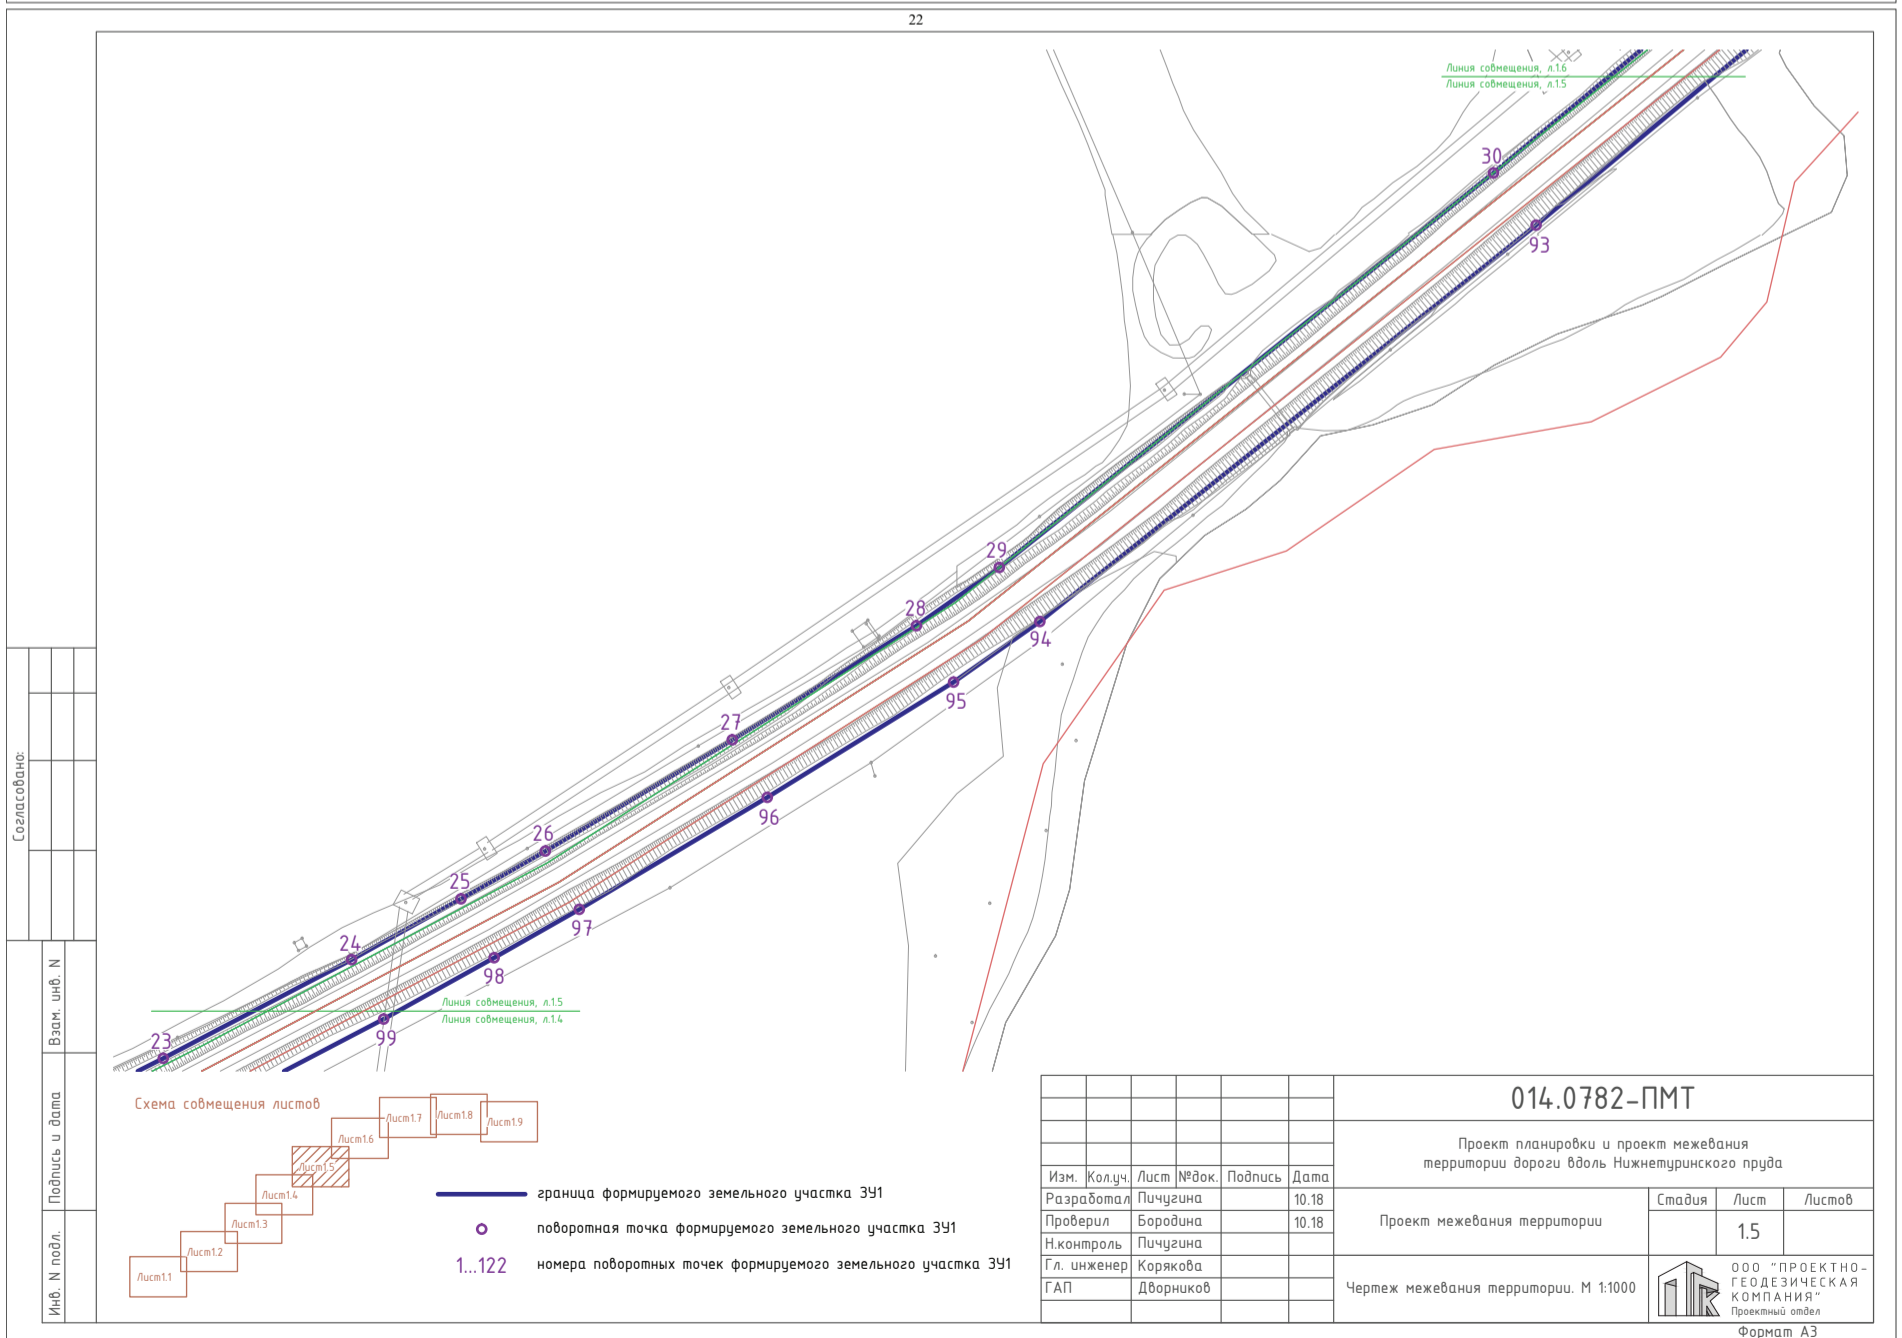 22
Линия совмещения, л.1.6
Линия совмещения, л.1.5
30
93
29
28
94
95
27
96
26
25
97
24
98
Линия совмещения, л.1.5
Линия совмещения, л.1.4
23
99
Согласовано:
Взам. инв. N
Подпись и дата
Инв. N подл.
Схема совмещения листов
Лист1.1
Лист1.2
Лист1.3
Лист1.4
Лист1.5
Лист1.6
Лист1.7
Лист1.8
Лист1.9
граница формируемого земельного участка ЗУ1
поворотная точка формируемого земельного участка ЗУ1
1...122 номера поворотных точек формируемого земельного участка ЗУ1
014.0782-ПМТ
Проект планировки и проект межевания
территории дороги вдоль Нижнетуринского пруда
Изм. Кол.уч. Лист №док. Подпись Дата
Разработал Пичугина 10.18
Проверил Бородина 10.18
Н.контроль Пичугина
Гл. инженер Корякова
ГАП Дворников
Проект межевания территории
Стадия Лист Листов
1.5
Чертеж межевания территории. М 1:1000
ООО "ПРОЕКТНО-
ГЕОДЕЗИЧЕСКАЯ
КОМПАНИЯ"
Проектный отдел
Формат А3